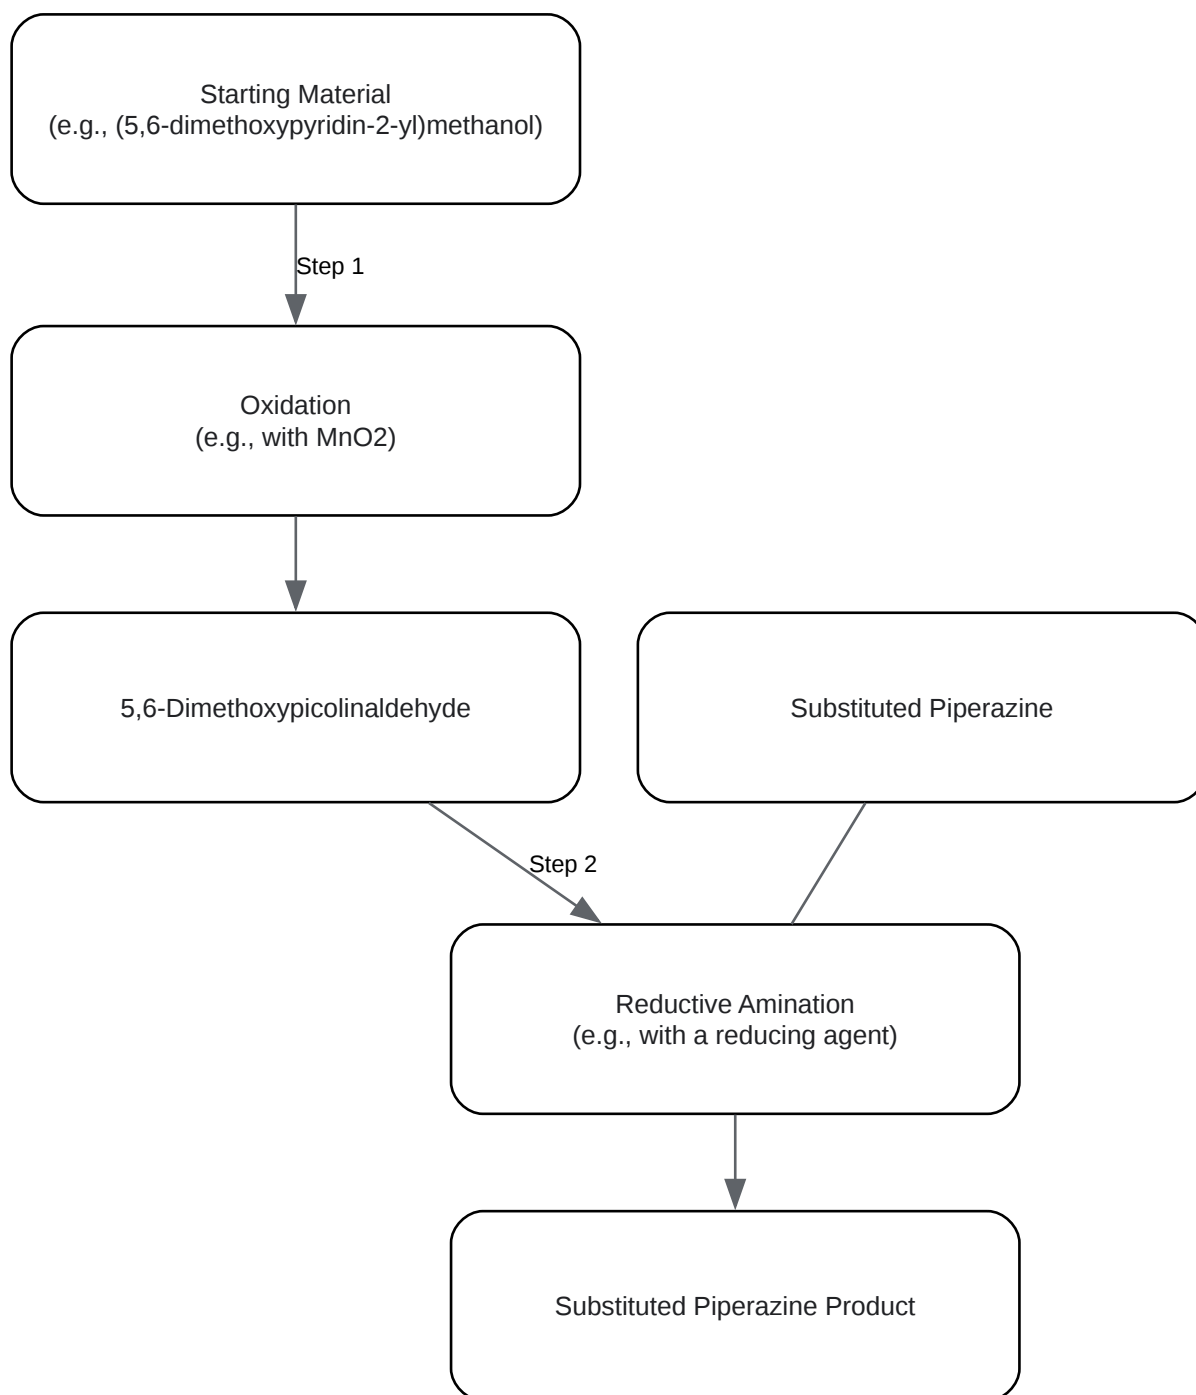 Starting Material
(e.g., (5,6-dimethoxypyridin-2-yl)methanol)
Step 1
Oxidation
(e.g., with MnO2)
5,6-Dimethoxypicolinaldehyde
Substituted Piperazine
Step 2
Reductive Amination
(e.g., with a reducing agent)
Substituted Piperazine Product